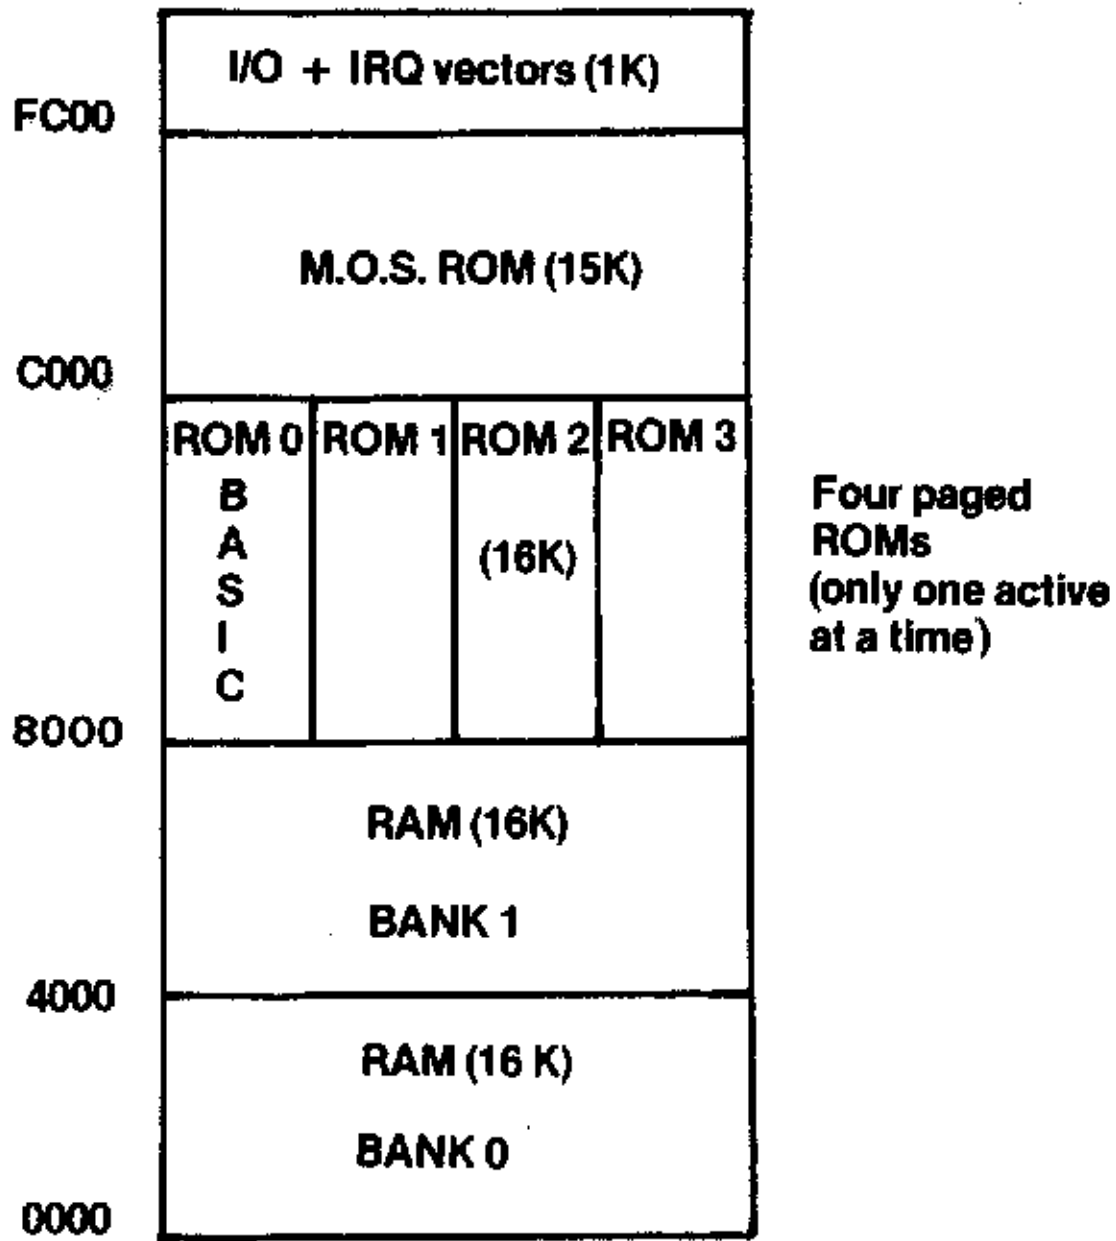 I/O + IRQ vectors (1K)
FC00
M.O.S. ROM (15K)
C000
ROM 0 ROM 1 ROM 2 ROM 3
B
A
S
I
C
(16K)
Four paged
ROMs
(only one active
at a time)
8000
RAM (16K)
BANK 1
4000
RAM (16 K)
BANK 0
0000